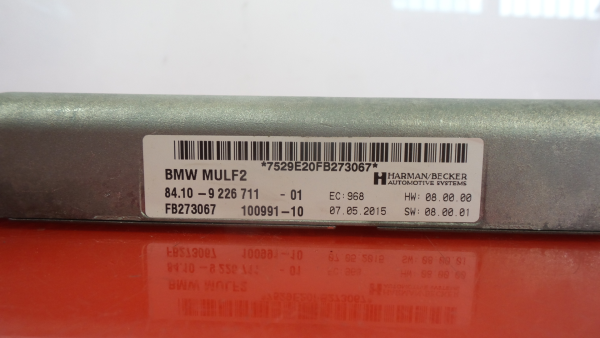 *7529E20FB273067*
BMW MULF2 HARMAN/BECKER
AUTOMOTIVE SYSTEMS
84.10 - 9 226 711 - 01 EC: 968 HW: 08.00.00
FB273067 100991-10 07.05.2015 SW: 08.00.01